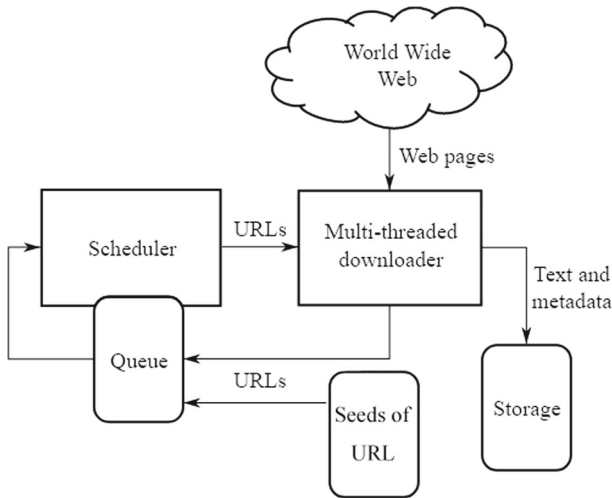 World Wide
Web
Web pages
Scheduler
URLs
Multi-threaded
downloader
Text and
metadata
Queue
URLs
Seeds of
URL
Storage